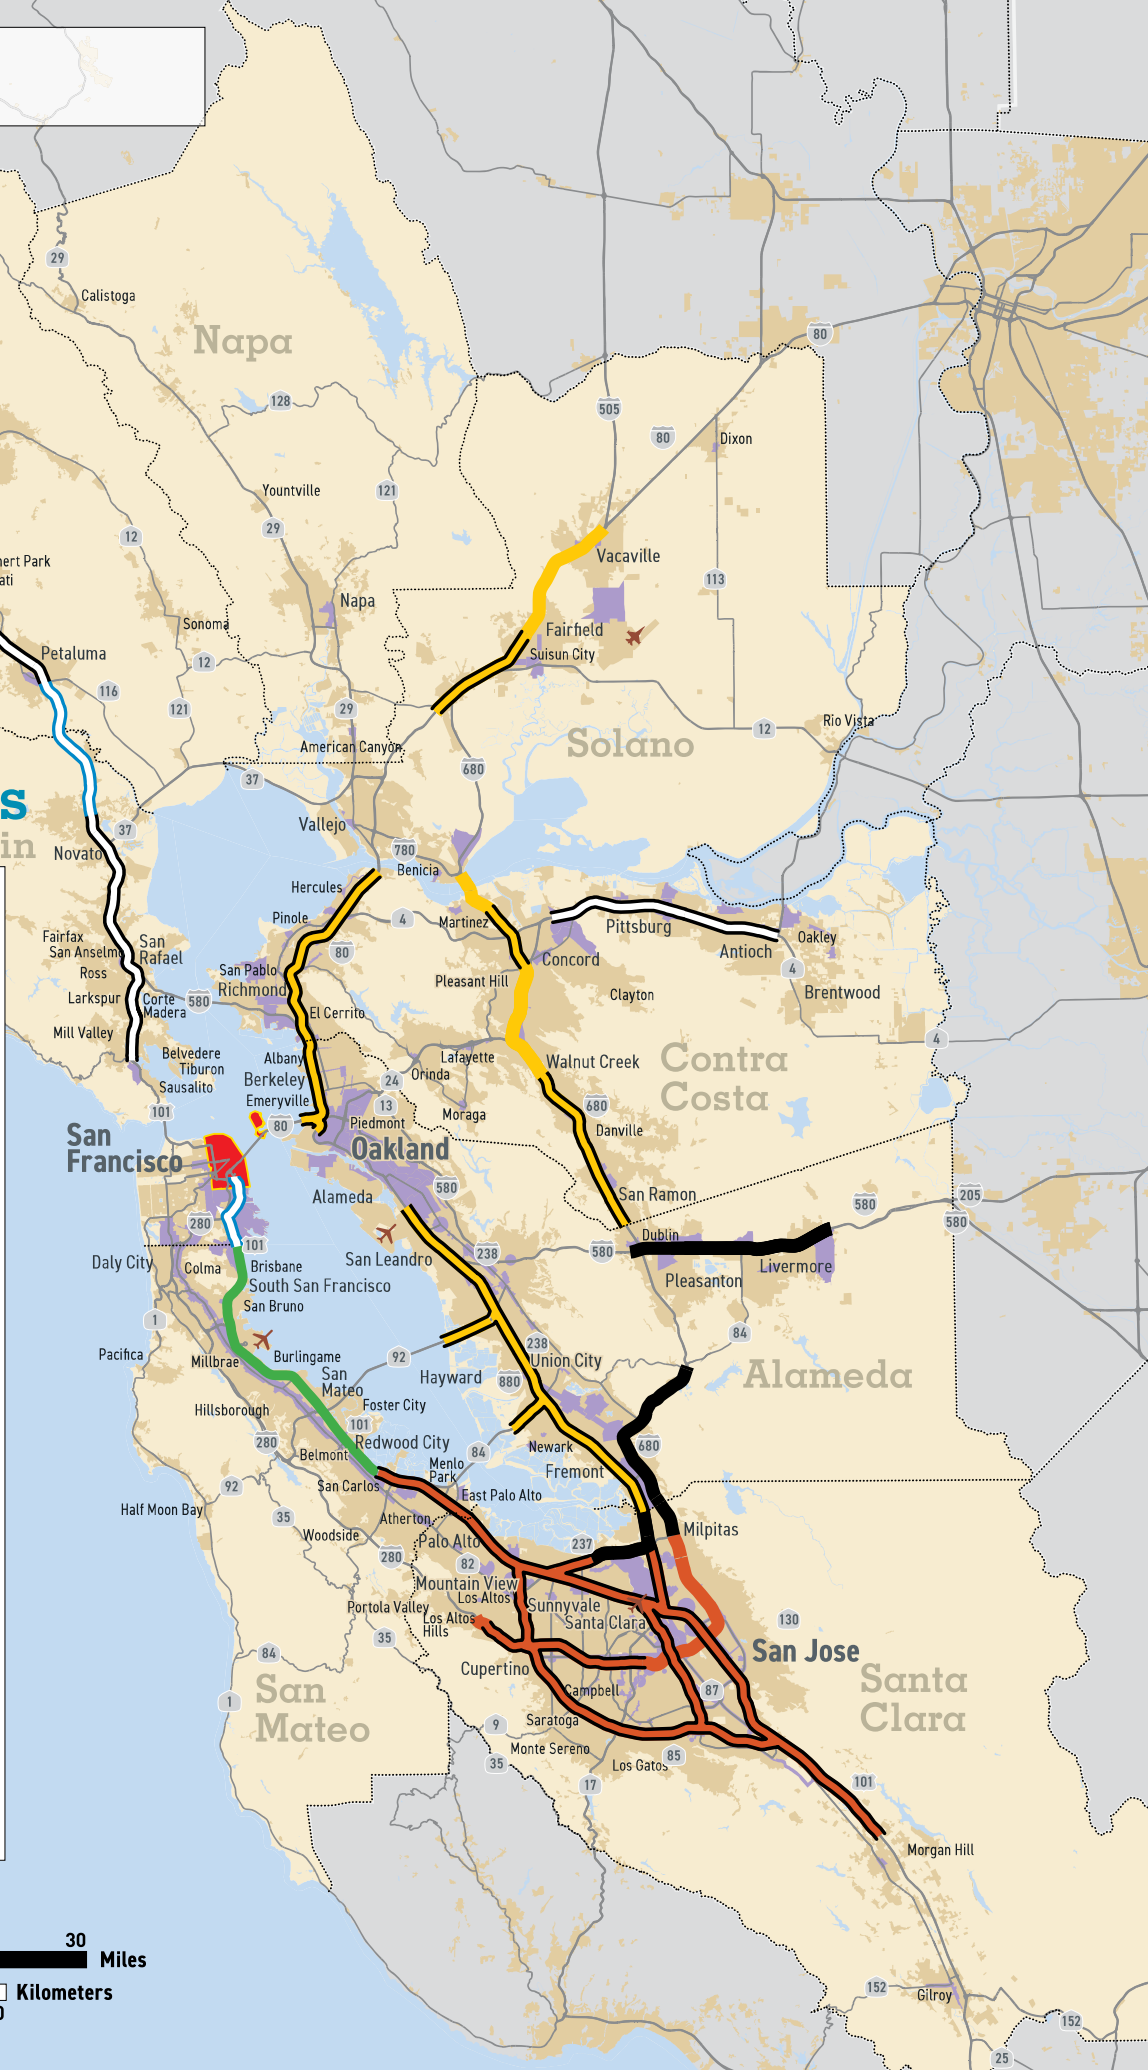 29
Calistoga
Napa
80
128
505
80
Dixon
Yountville
121
29
12
Vacaville
113
ert Park
ati
Napa
Sonoma
Fairfield
Suisun City
Petaluma
12
116
121
29
Rio Vista
12
American Canyon
Solano
680
37
s
in
37
Vallejo
Novato
780
Benicia
Hercules
Pinole
4
Martinez
Pittsburg
Oakley
Antioch
Fairfax
San Anselmo
San
Rafael
Ross
80
Concord
4
San Pablo
Richmond
Pleasant Hill
Clayton
Brentwood
Larkspur
Corte
Madera
580
El Cerrito
Mill Valley
4
Belvedere
Tiburon
Sausalito
Albany
Berkeley
Emeryville
Lafayette
Orinda
Walnut Creek
Contra
Costa
24
13
101
80
Piedmont
Moraga
680
Danville
San
Francisco
Oakland
Alameda
580
San Ramon
580
205
580
280
101
San Leandro
238
580
Dublin
Livermore
Pleasanton
Daly City
Colma
Brisbane
South San Francisco
San Bruno
1
84
Pacifica
Millbrae
Burlingame
92
238
Union City
San
Mateo
Hayward
880
Alameda
Hillsborough
Foster City
101
280
Redwood City
84
Newark
680
Belmont
San Carlos
Menlo
Park
Fremont
92
East Palo Alto
Half Moon Bay
35
Atherton
Woodside
Palo Alto
237
Milpitas
280
82
Mountain View
Los Altos
Portola Valley
Los Altos
Hills
Sunnyvale
Santa Clara
130
35
San Jose
84
Cupertino
Santa
Clara
San
Mateo
1
Campbell
87
Saratoga
9
Monte Sereno
35
Los Gatos
85
17
101
Morgan Hill
30
Miles
Kilometers
0
152
Gilroy
152
25